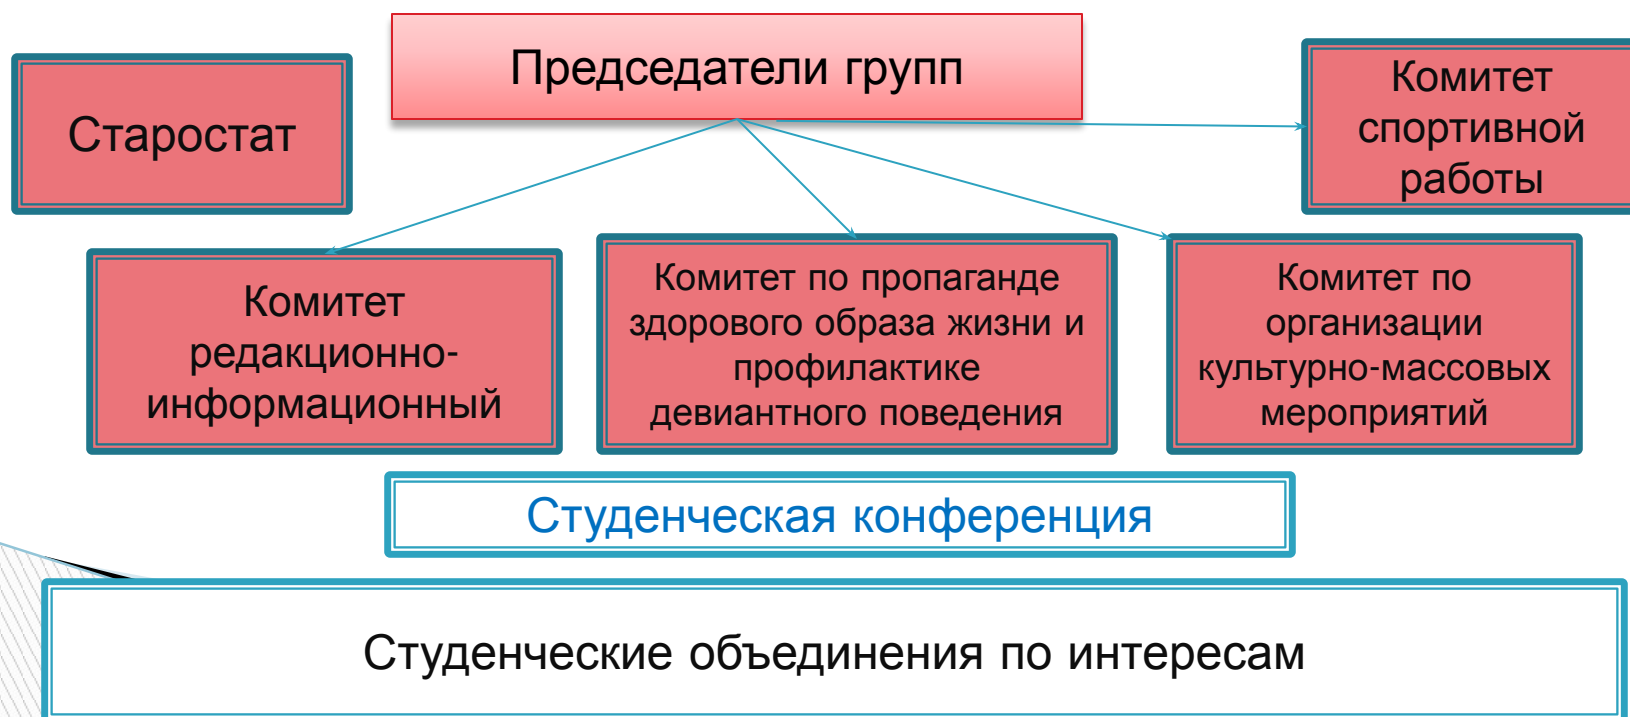 Председатели групп
Старостат
Комитет
спортивной
работы
Комитет
редакционно-
информационный
Комитет по пропаганде
здорового образа жизни и
профилактике
девиантного поведения
Комитет по
организации
культурно-массовых
мероприятий
Студенческая конференция
Студенческие объединения по интересам